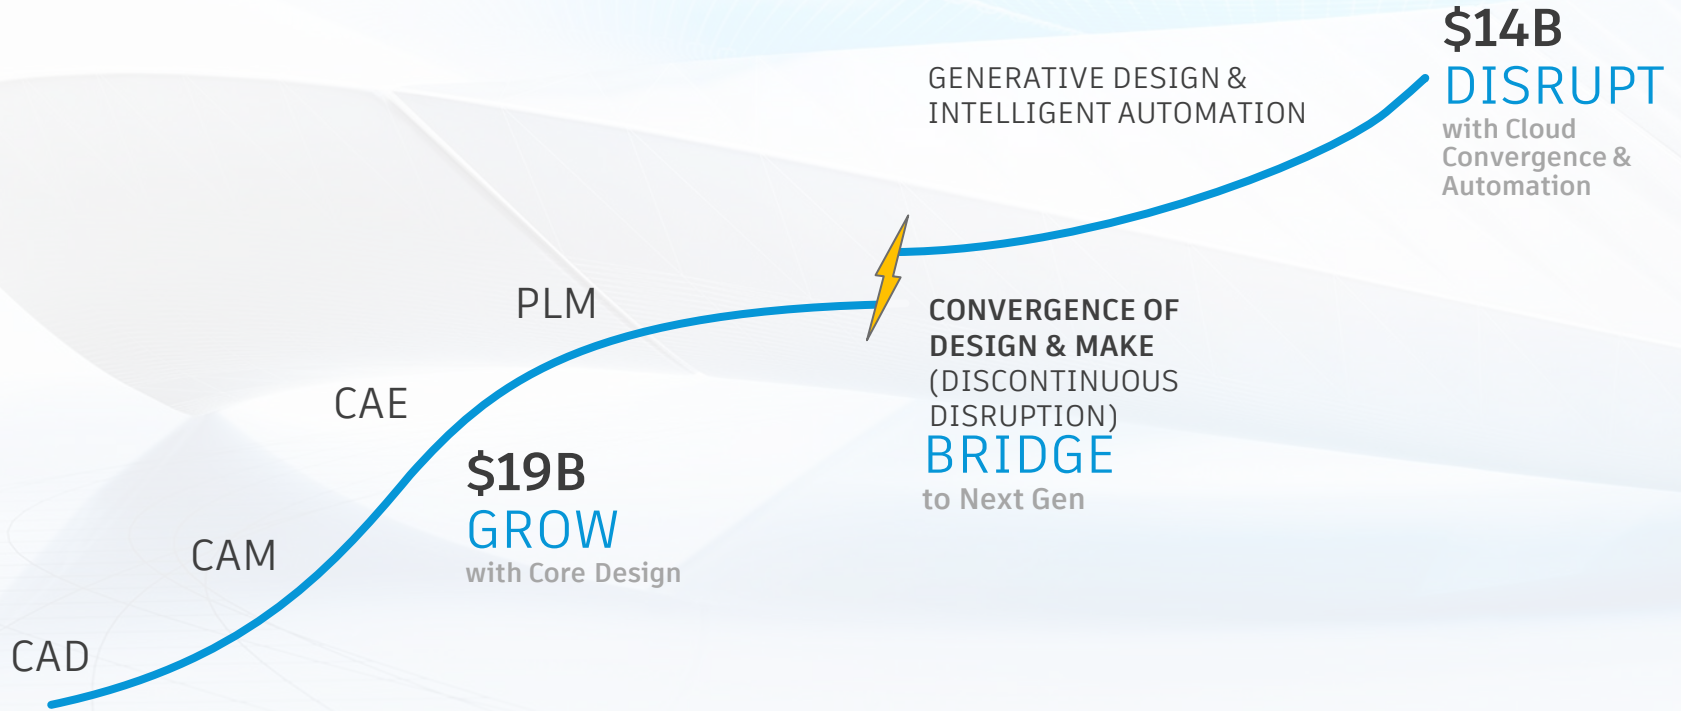 $14B
DISRUPT
with Cloud
Convergence &
Automation
GENERATIVE DESIGN &
INTELLIGENT AUTOMATION
CONVERGENCE OF
DESIGN & MAKE
(DISCONTINUOUS
DISRUPTION)
BRIDGE
to Next Gen
PLM
CAE
$19B
GROW
with Core Design
CAM
CAD